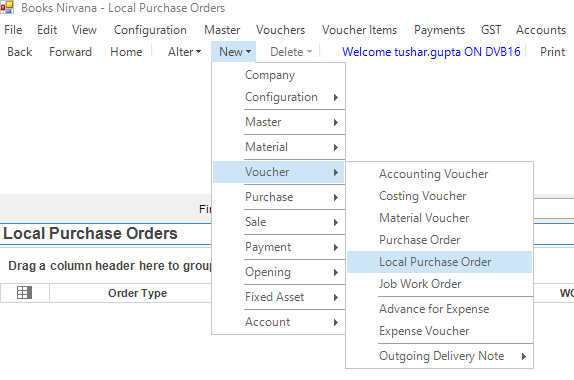 Books Nirvana - Local Purchase Orders
File Edit View Configuration Master Vouchers Voucher Items Payments GST Accounts
Back Forward Home Alter New Delete Welcome tushar.gupta ON DVB16 Print
Company
Configuration
Master
Material
Voucher
Purchase
Sale
Payment
Opening
Fixed Asset
Account
Accounting Voucher
Costing Voucher
Material Voucher
Purchase Order
Local Purchase Order
Job Work Order
Advance for Expense
Expense Voucher
Outgoing Delivery Note
Local Purchase Orders
Drag a column header here to group
Order Type